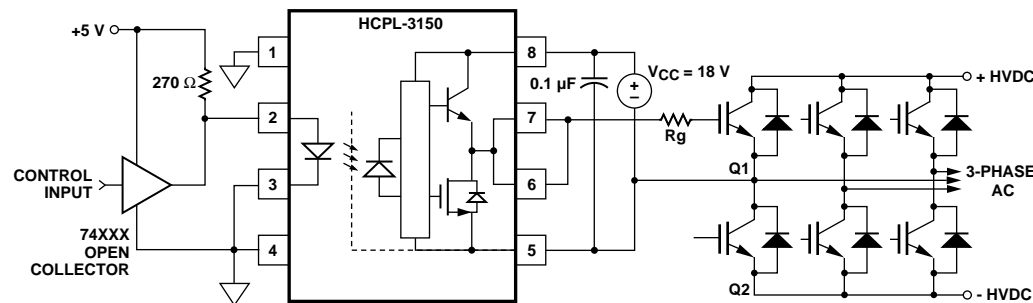 HCPL-3150
+5 V
270 Ω
CONTROL
INPUT
74XXX
OPEN
COLLECTOR
1
2
3
4
8
7
6
5
0.1 µF
VCC = 18 V
+
−
Rg
Q1
Q2
+ HVDC
3-PHASE
AC
- HVDC